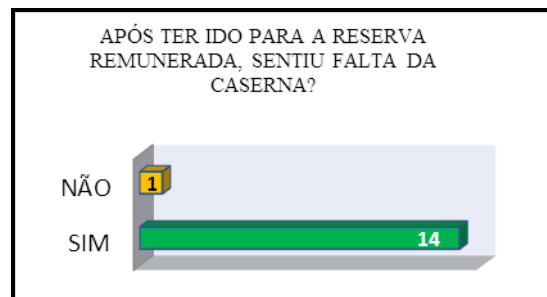 APÓS TER IDO PARA A RESERVA
REMUNERADA, SENTIU FALTA DA
CASERNA?
NÃO 1
SIM 14